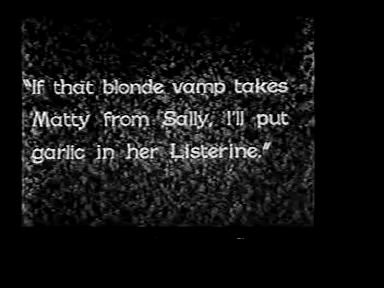 "If that blonde vamp takes
Matty from Sally, I'll put
garlic in her Listerine."